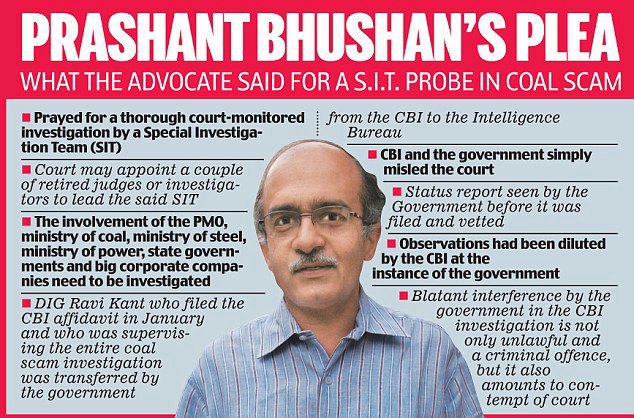 PRASHANT BHUSHAN'S PLEA
WHAT THE ADVOCATE SAID FOR A S.I.T. PROBE IN COAL SCAM
■ Prayed for a thorough court-monitored
investigation by a Special Investiga-
tion Team (SIT)
■ Court may appoint a couple
of retired judges or investiga-
tors to lead the said SIT
■ The involvement of the PMO,
ministry of coal, ministry of steel,
ministry of power, state govern-
ments and big corporate compa-
nies need to be investigated
■ DIG Ravi Kant who filed the
CBI affidavit in January
and who was supervis-
ing the entire coal
scam investigation
was transferred by
the government
from the CBI to the Intelligence
Bureau
■ CBI and the government simply
misled the court
■ Status report seen by the
Government before it was
filed and vetted
■ Observations had been diluted
by the CBI at the
instance of the government
■ Blatant interference by the
government in the CBI
investigation is not
only unlawful and
a criminal offence,
but it also
amounts to con-
tempt of court